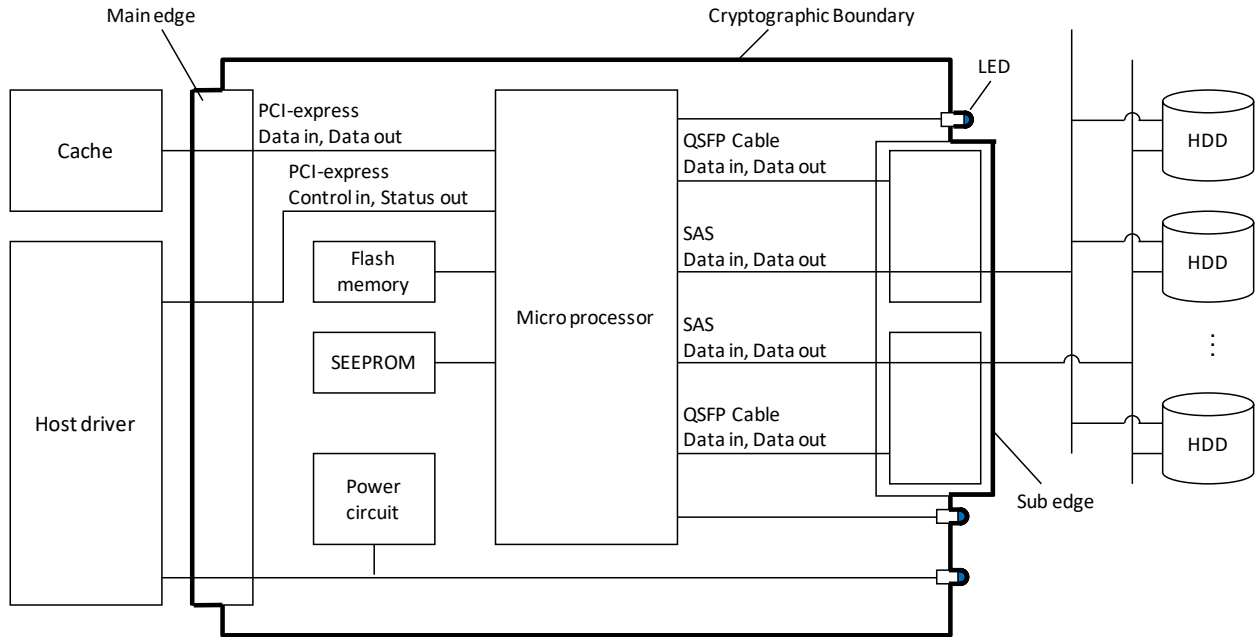 Main edge
Cryptographic Boundary
LED
PCI-express
Data in, Data out
Cache
QSFP Cable
Data in, Data out
HDD
PCI-express
Control in, Status out
SAS
Data in, Data out
HDD
Flash
memory
Micro processor
SAS
Data in, Data out
SEEPROM
⋮
Host driver
QSFP Cable
Data in, Data out
HDD
Power
circuit
Sub edge